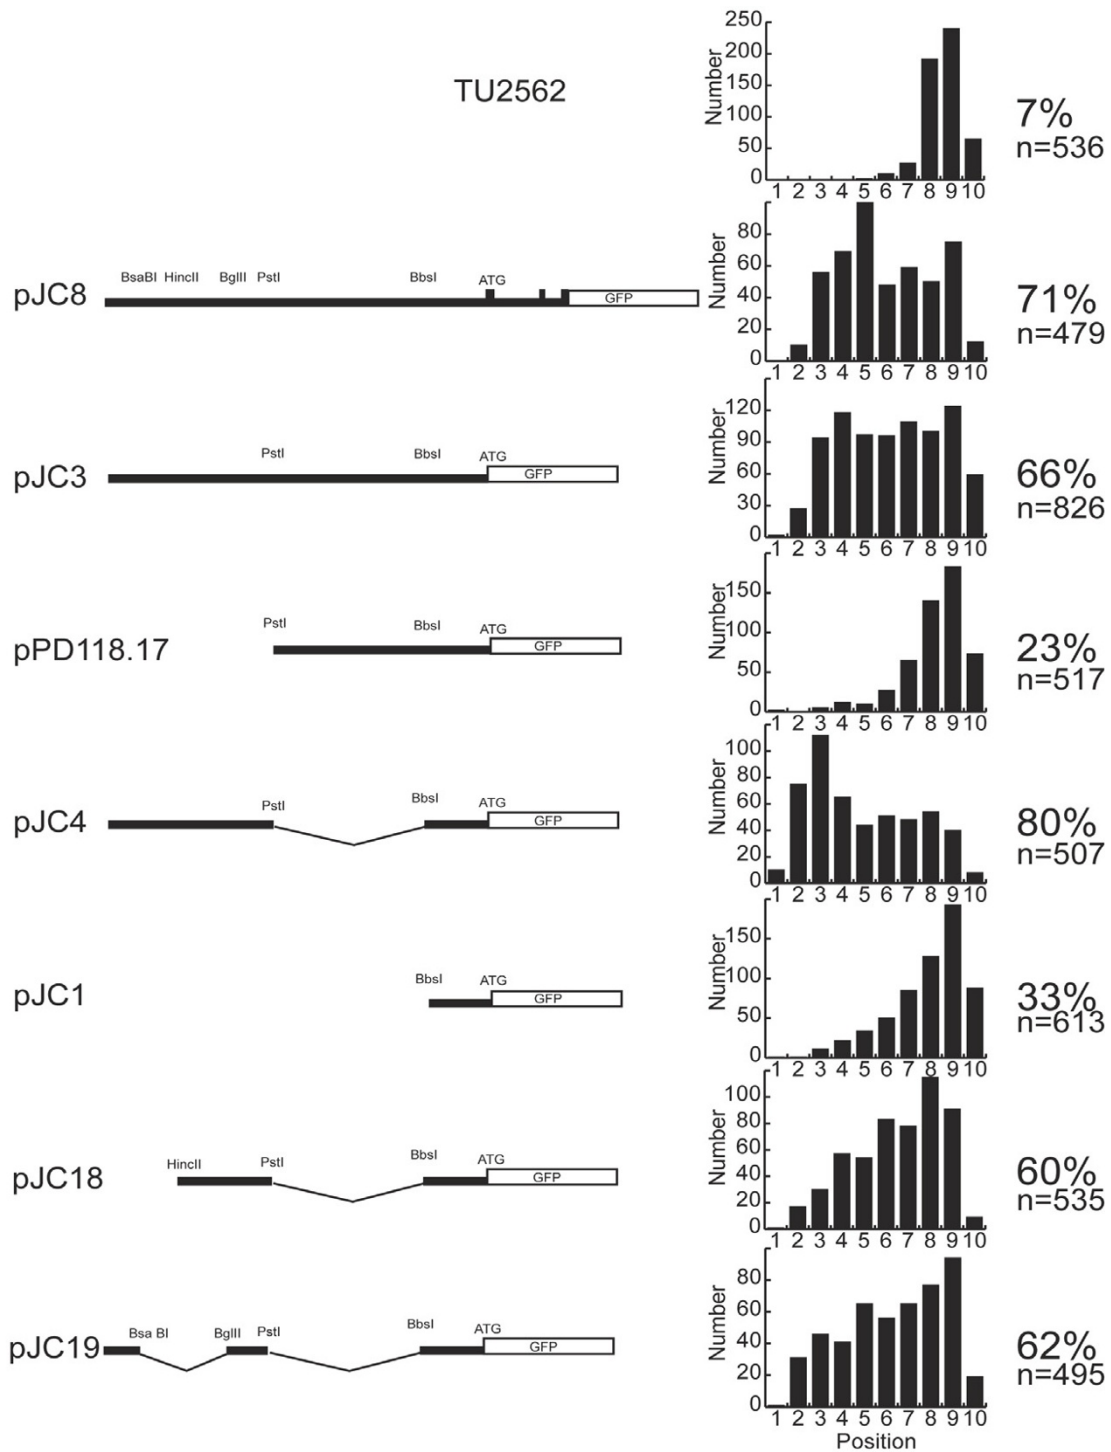 TU2562
250
200
150
100
50
0
Number
1 2 3 4 5 6 7 8 9 10
7%
n=536
pJC8
BsaBI HincII BglII PstI BbsI ATG
GFP
80
60
40
20
0
Number
1 2 3 4 5 6 7 8 9 10
71%
n=479
pJC3
PstI BbsI ATG
GFP
120
90
60
30
0
Number
1 2 3 4 5 6 7 8 9 10
66%
n=826
pPD118.17
PstI BbsI ATG
GFP
150
100
50
0
Number
1 2 3 4 5 6 7 8 9 10
23%
n=517
pJC4
PstI BbsI ATG
GFP
100
80
60
40
20
0
Number
1 2 3 4 5 6 7 8 9 10
80%
n=507
pJC1
BbsI ATG
GFP
150
100
50
0
Number
1 2 3 4 5 6 7 8 9 10
33%
n=613
pJC18
HincII PstI BbsI ATG
GFP
100
80
60
40
20
0
Number
1 2 3 4 5 6 7 8 9 10
60%
n=535
pJC19
Bsa BI BglII PstI BbsI ATG
GFP
80
60
40
20
0
Number
1 2 3 4 5 6 7 8 9 10
Position
62%
n=495